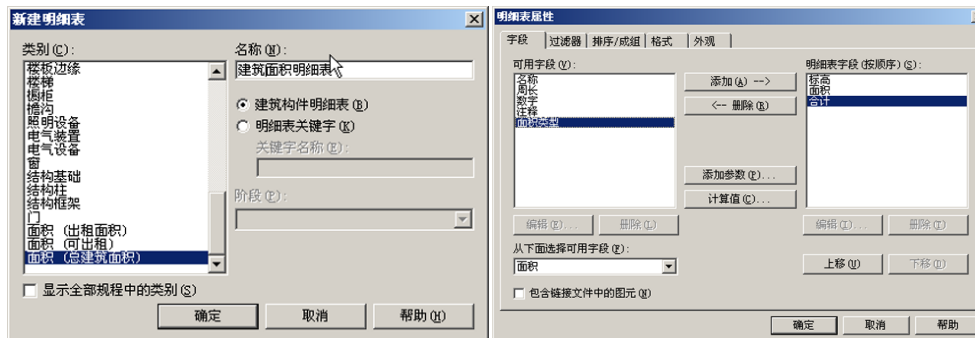 新建明细表
类别(C):
楼板边缘
楼梯
橱柜
檐沟
照明设备
电气装置
电气设备
窗
结构基础
结构柱
结构框架
门
面积 (出租面积)
面积 (可出租)
面积 (总建筑面积)
显示全部规程中的类别(S)
名称(N):
建筑面积明细表
建筑构件明细表(B)
明细表关键字(K)
关键字名称(E):
阶段(P):
确定
取消
帮助(H)
明细表属性
字段
过滤器
排序/成组
格式
外观
可用字段(V):
名称
周长
数字
注释
面积类型
添加(A) -->
<-- 删除(R)
添加参数(P)...
计算值(C)...
明细表字段(按顺序)(S):
标高
面积
合计
编辑(E)...
删除(L)
编辑(I)...
删除(T)
从下面选择可用字段(F):
面积
上移(U)
下移(D)
包含链接文件中的图元(N)
确定
取消
帮助